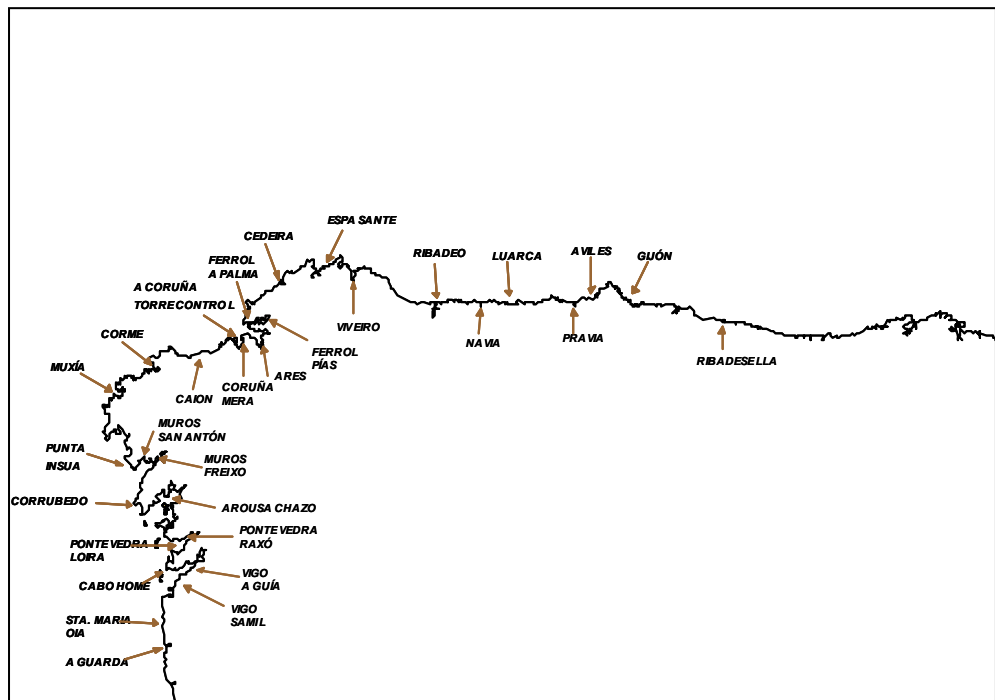 ESPASANTE
CEDEIRA
FERROL
A PALMA
RIBADEO
LUARCA
AVILES
GIJÓN
A CORUÑA
TORRECONTROL
VIVEIRO
NAVIA
PRAVIA
RIBADESELLA
CORME
FERROL
PÍAS
MUXÍA
ARES
CORUÑA
MERA
CAION
MUROS
SAN ANTÓN
PUNTA
INSUA
MUROS
FREIXO
CORRUBEDO
AROUSA CHAZO
PONTEVEDRA
RAXÓ
PONTEVEDRA
LOIRA
VIGO
A GUÍA
CABO HOME
VIGO
SAMIL
STA. MARIA
OIA
A GUARDA